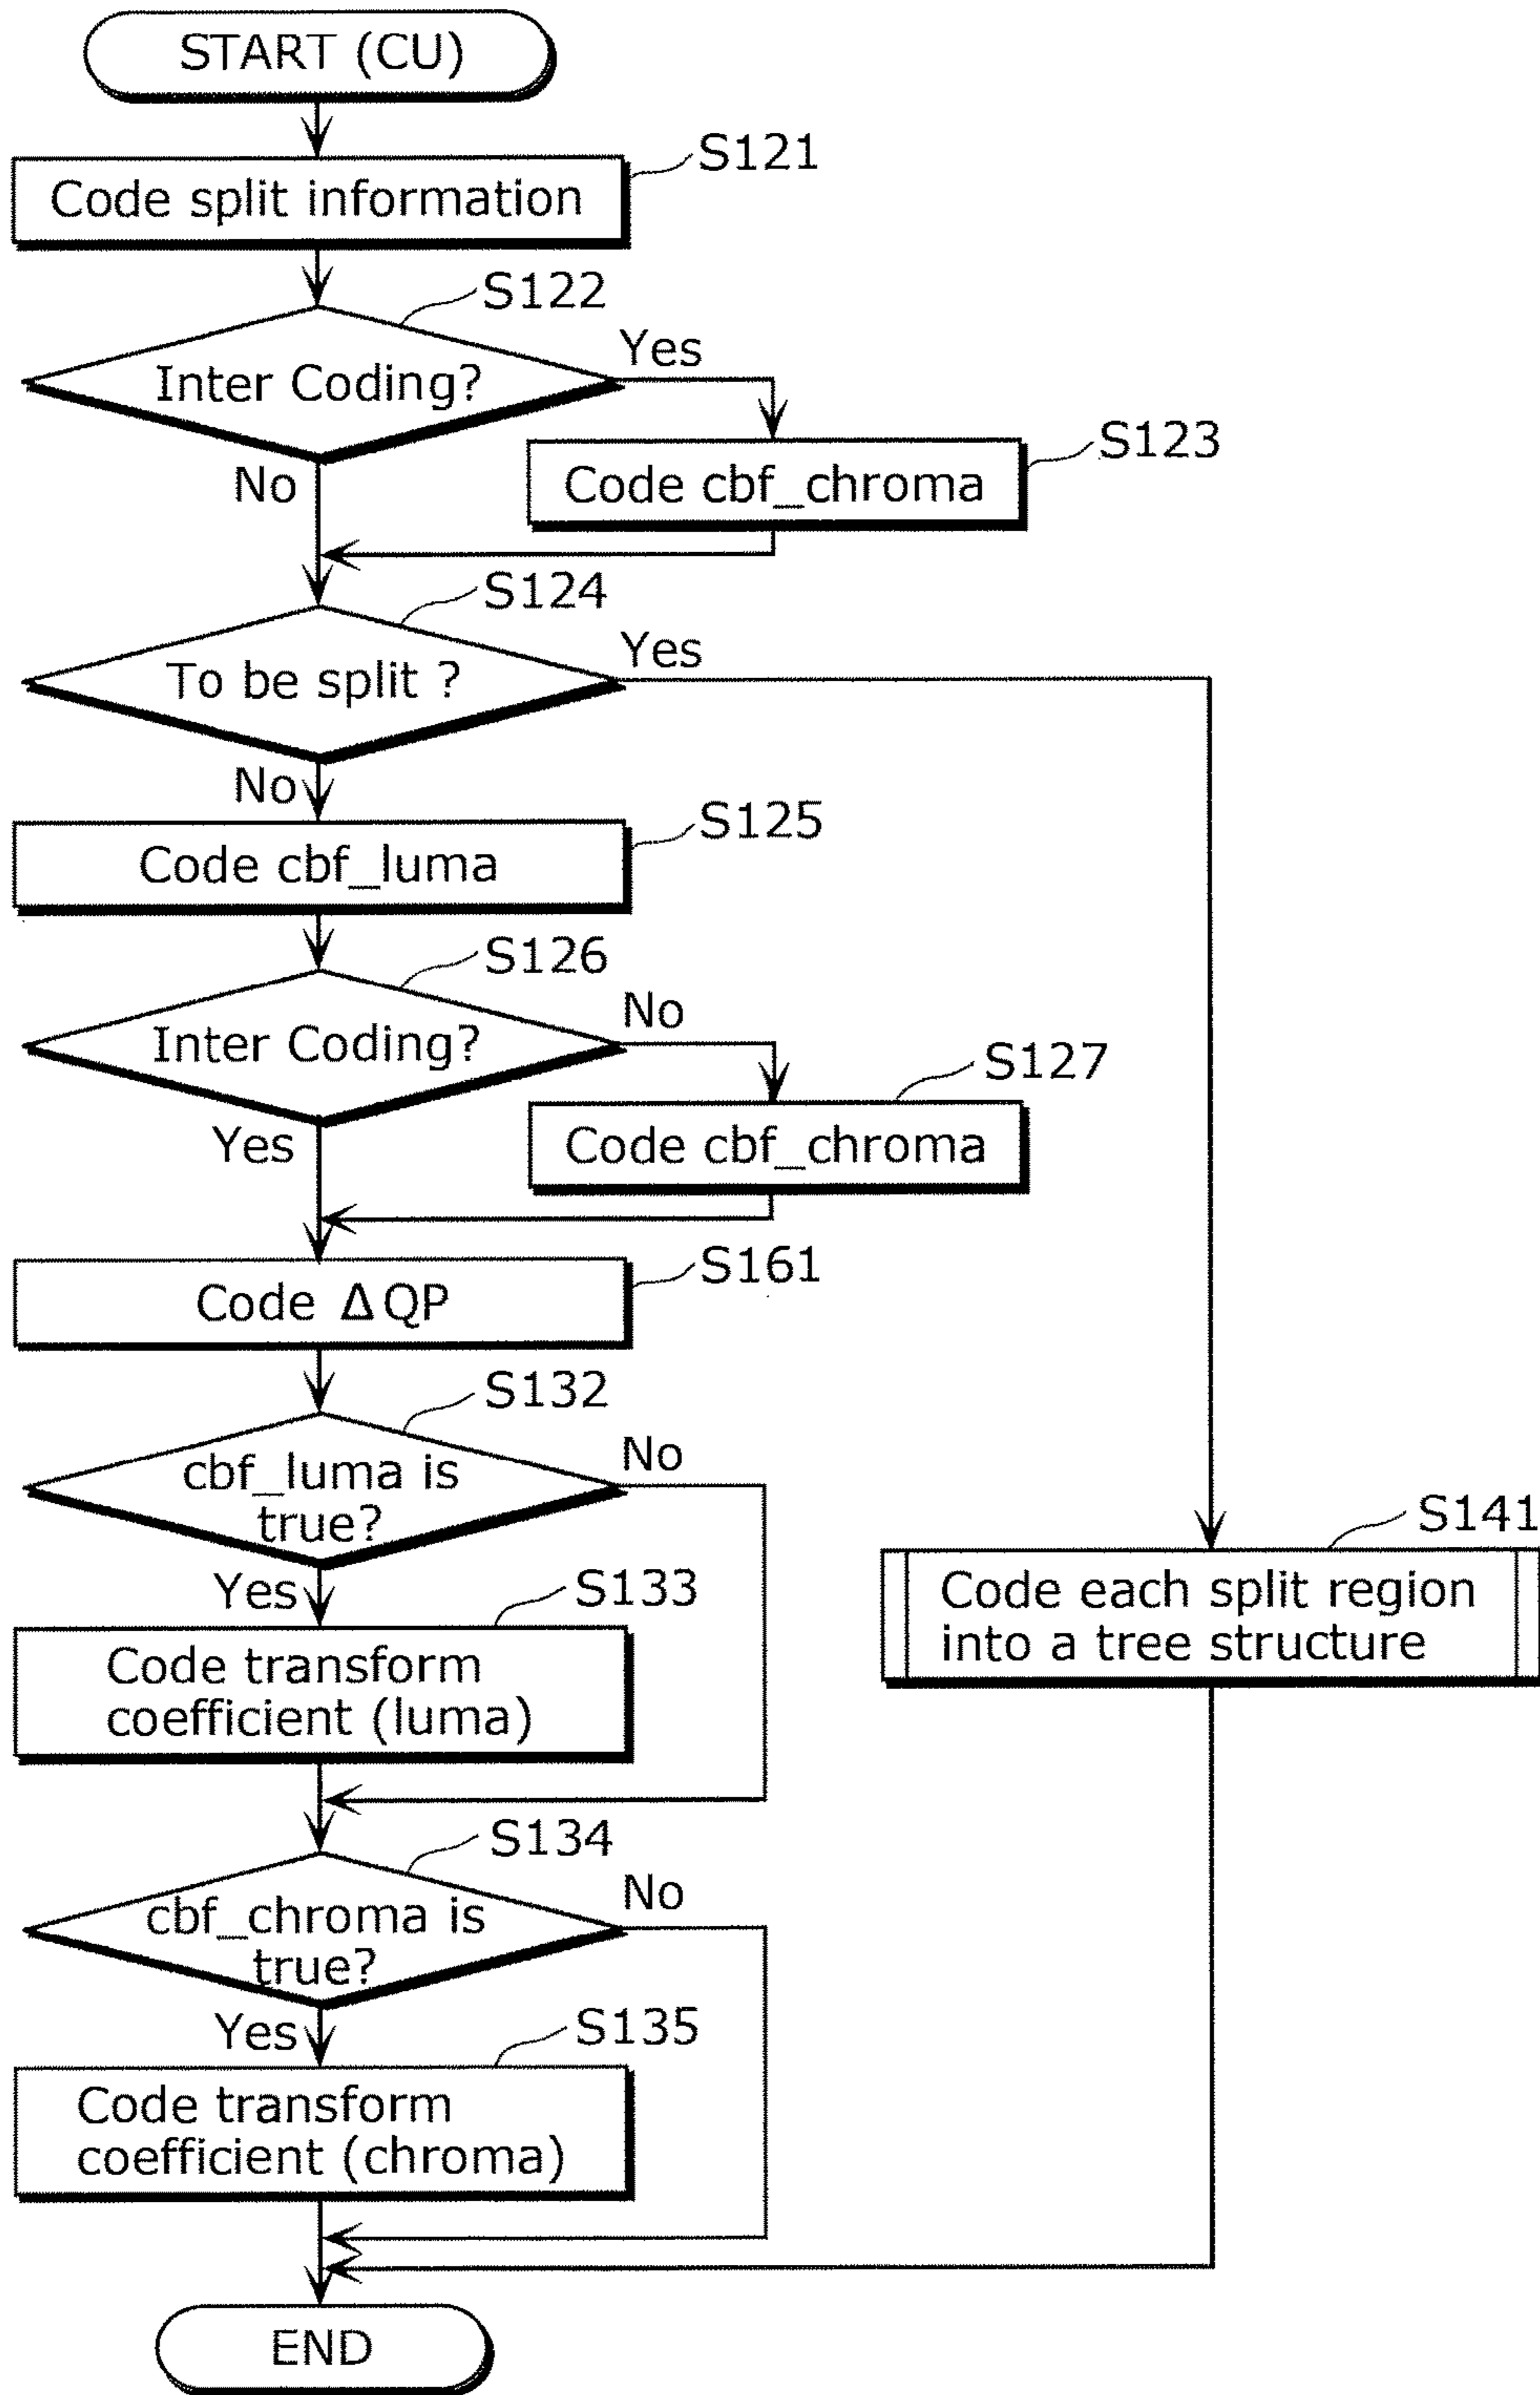 START (CU)
S121
Code split information
S122
Inter Coding?
Yes
No
S123
Code cbf_chroma
S124
To be split ?
Yes
No
S125
Code cbf_luma
S126
Inter Coding?
No
Yes
S127
Code cbf_chroma
S161
Code ΔQP
S132
cbf_luma is
true?
No
Yes
S133
Code transform
coefficient (luma)
S141
Code each split region
into a tree structure
S134
cbf_chroma is
true?
No
Yes
S135
Code transform
coefficient (chroma)
END